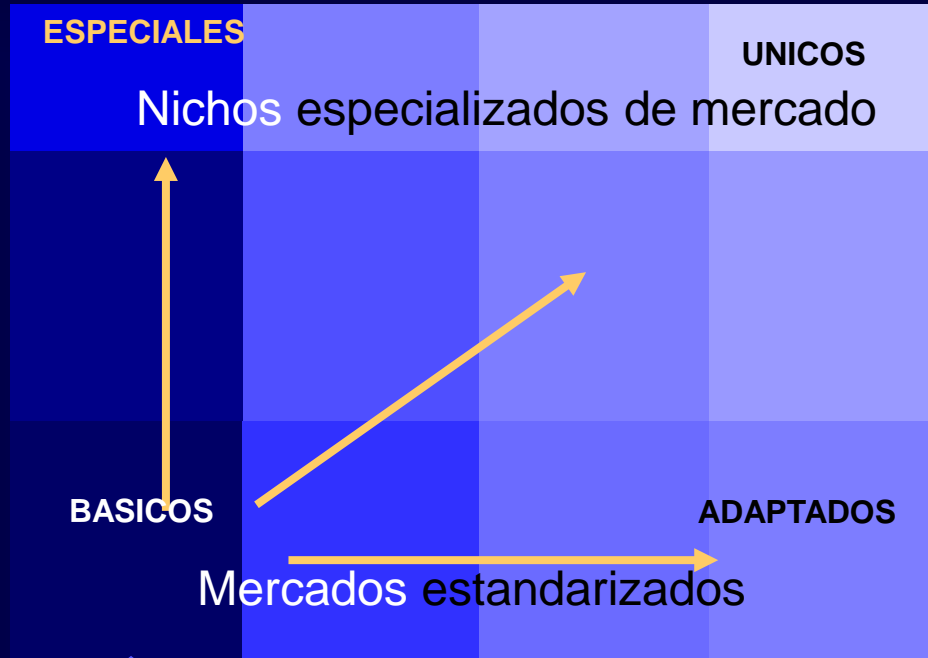 ESPECIALES
UNICOS
Nichos especializados de mercado
BASICOS
ADAPTADOS
Mercados estandarizados